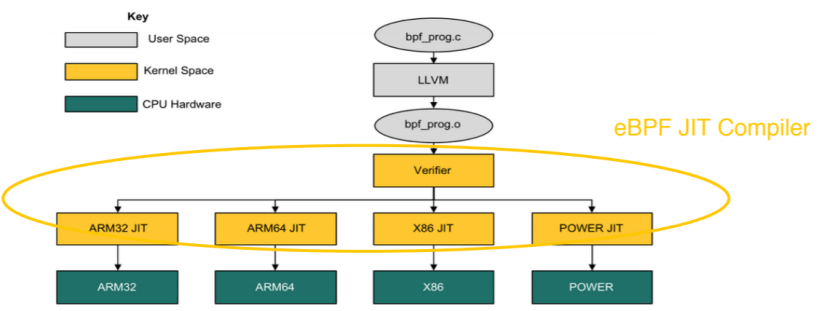 Key
User Space
Kernel Space
CPU Hardware
bpf_prog.c
LLVM
bpf_prog.o
eBPF JIT Compiler
Verifier
ARM32 JIT
ARM64 JIT
X86 JIT
POWER JIT
ARM32
ARM64
X86
POWER